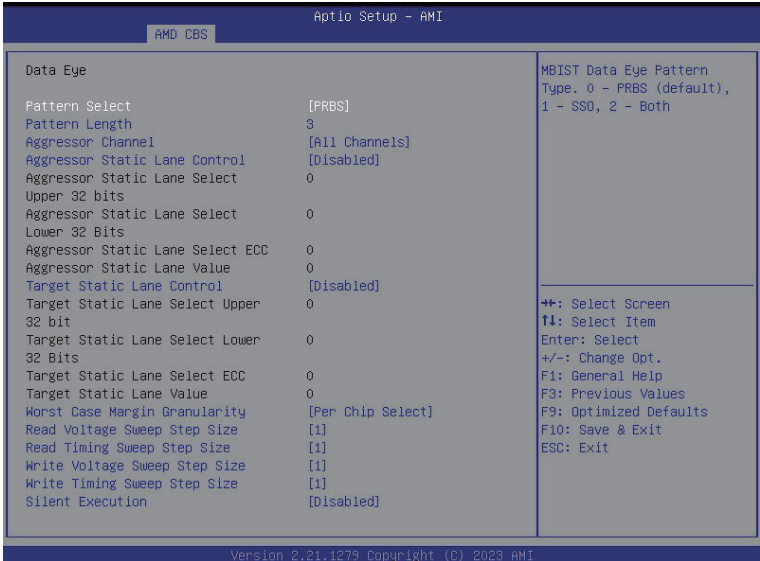 Aptio Setup - AMI
AMD CBS
Data Eye
Pattern Select [PRBS]
Pattern Length 3
Aggressor Channel [All Channels]
Aggressor Static Lane Control [Disabled]
Aggressor Static Lane Select 0
Upper 32 bits
Aggressor Static Lane Select 0
Lower 32 Bits
Aggressor Static Lane Select ECC 0
Aggressor Static Lane Value 0
Target Static Lane Control [Disabled]
Target Static Lane Select Upper 0
32 bit
Target Static Lane Select Lower 0
32 Bits
Target Static Lane Select ECC 0
Target Static Lane Value 0
Worst Case Margin Granularity [Per Chip Select]
Read Voltage Sweep Step Size [1]
Read Timing Sweep Step Size [1]
Write Voltage Sweep Step Size [1]
Write Timing Sweep Step Size [1]
Silent Execution [Disabled]
MBIST Data Eye Pattern
Type. 0 - PRBS (default),
1 - SSO, 2 - Both
→←: Select Screen
↑↓: Select Item
Enter: Select
+/-: Change Opt.
F1: General Help
F3: Previous Values
F9: Optimized Defaults
F10: Save & Exit
ESC: Exit
Version 2.21.1279 Copyright (C) 2023 AMI